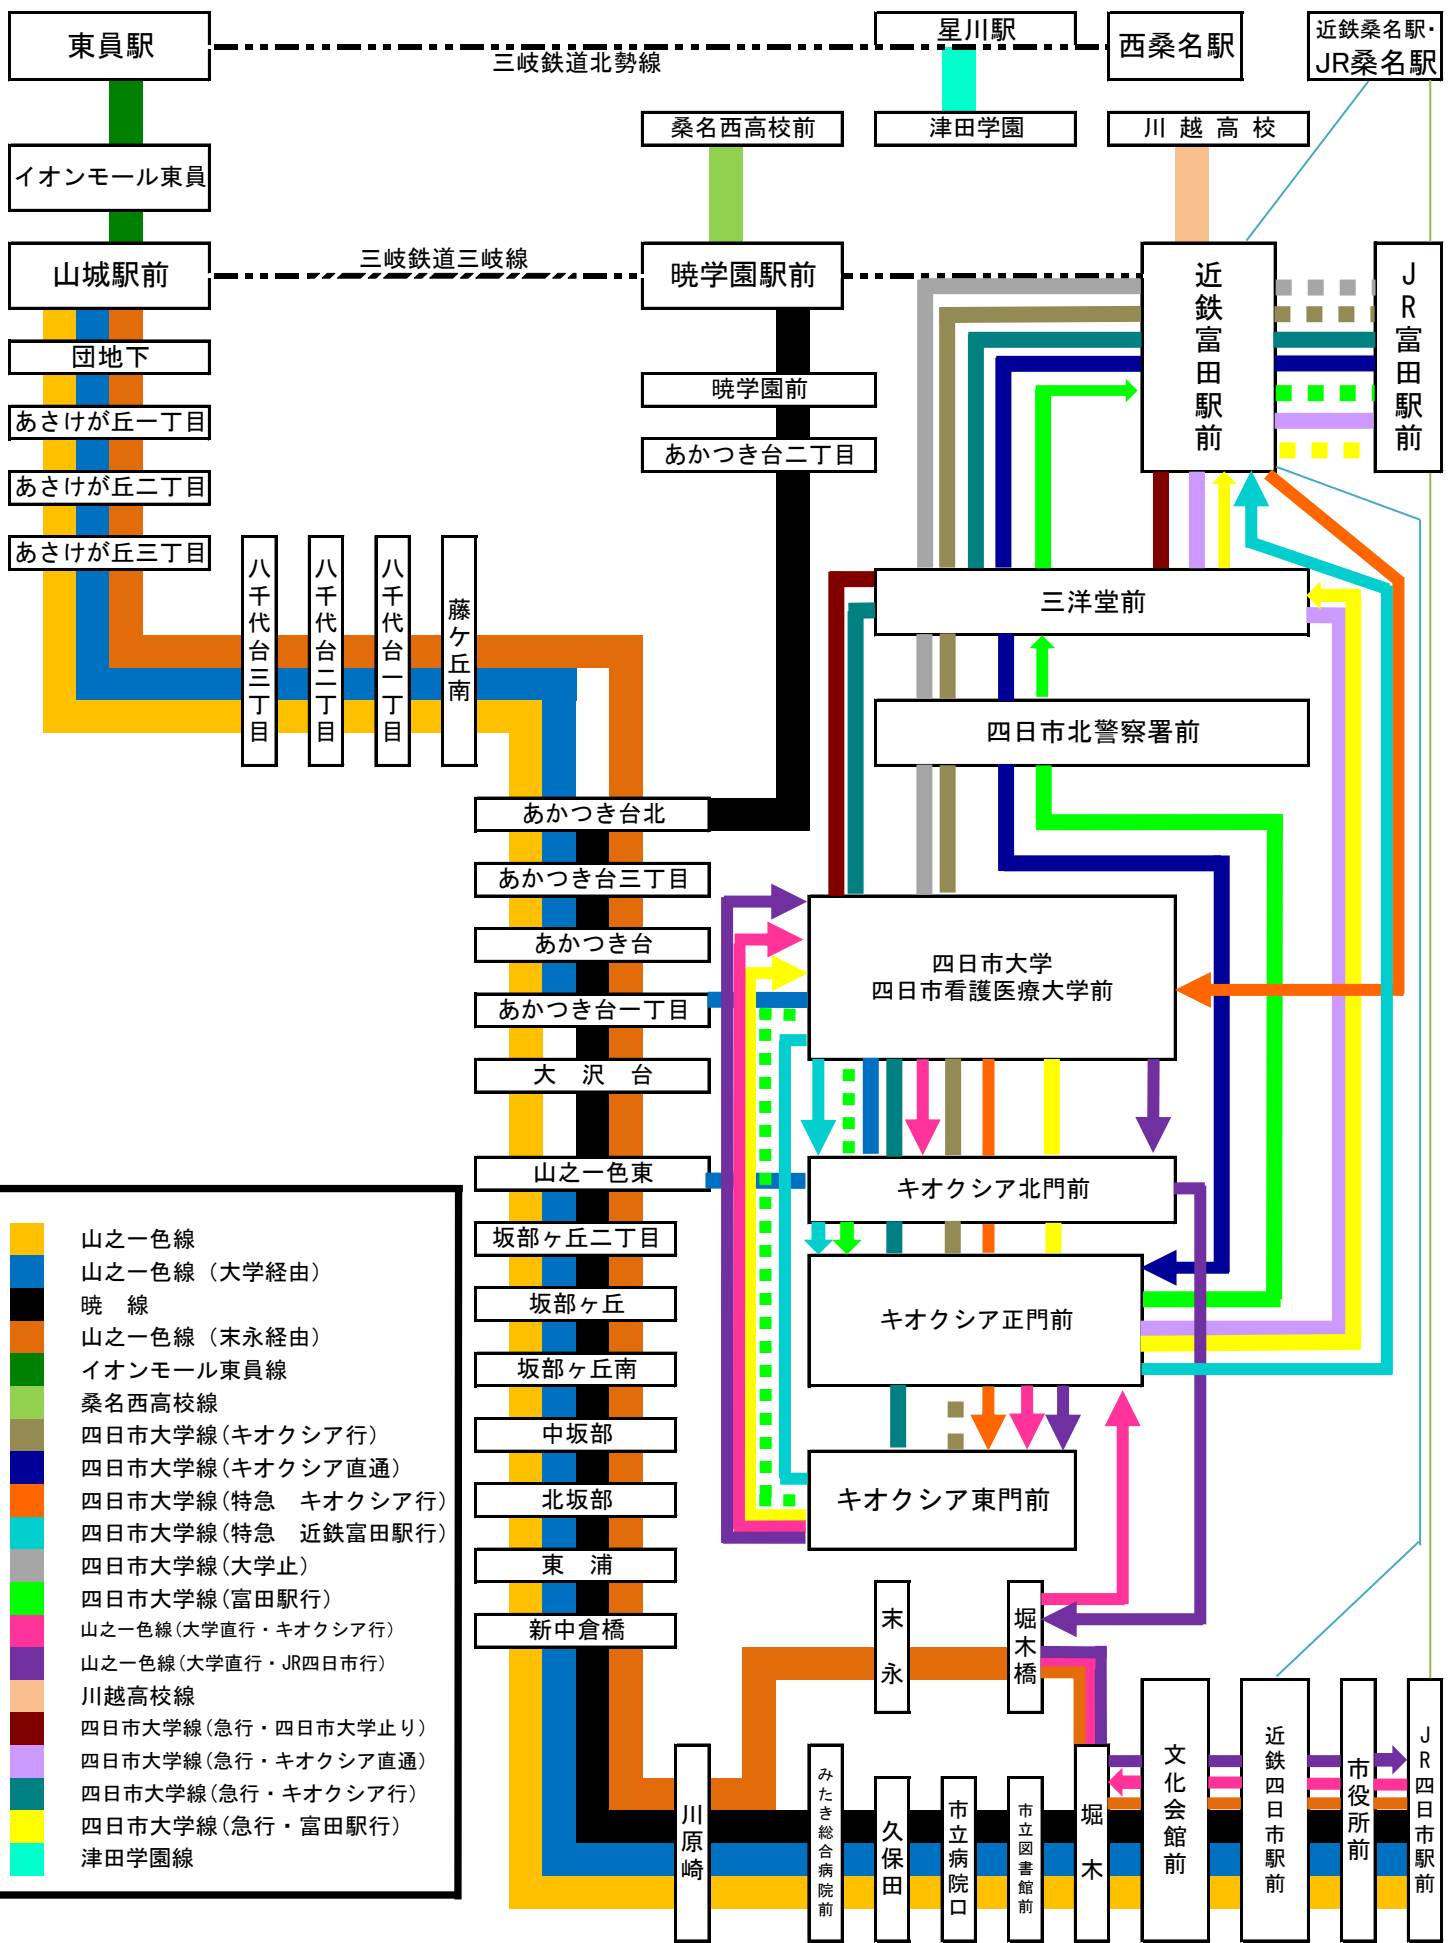 東員駅
星川駅
西桑名駅
近鉄桑名駅・
JR桑名駅
三岐鉄道北勢線
桑名西高校前
津田学園
川越高校
イオンモール東員
三岐鉄道三岐線
山城駅前
暁学園駅前
近鉄富田駅前
JR富田駅前
団地下
暁学園前
あさけが丘一丁目
あかつき台二丁目
あさけが丘二丁目
あさけが丘三丁目
八千代台三丁目
八千代台二丁目
八千代台一丁目
藤ケ丘南
三洋堂前
四日市北警察署前
あかつき台北
あかつき台三丁目
あかつき台
あかつき台一丁目
大沢台
四日市大学
四日市看護医療大学前
山之一色東
キオクシア北門前
坂部ヶ丘二丁目
坂部ヶ丘
キオクシア正門前
坂部ヶ丘南
中坂部
北坂部
キオクシア東門前
東浦
新中倉橋
末永
堀木橋
川原崎
みたき総合病院前
久保田
市立病院口
市立図書館前
堀木
文化会館前
近鉄四日市駅前
市役所前
JR四日市駅前
山之一色線
山之一色線（大学経由）
暁 線
山之一色線（末永経由）
イオンモール東員線
桑名西高校線
四日市大学線(キオクシア行)
四日市大学線(キオクシア直通)
四日市大学線(特急 キオクシア行)
四日市大学線(特急 近鉄富田駅行)
四日市大学線(大学止)
四日市大学線(富田駅行)
山之一色線(大学直行・キオクシア行)
山之一色線(大学直行・JR四日市行)
川越高校線
四日市大学線(急行・四日市大学止り)
四日市大学線(急行・キオクシア直通)
四日市大学線(急行・キオクシア行)
四日市大学線(急行・富田駅行)
津田学園線